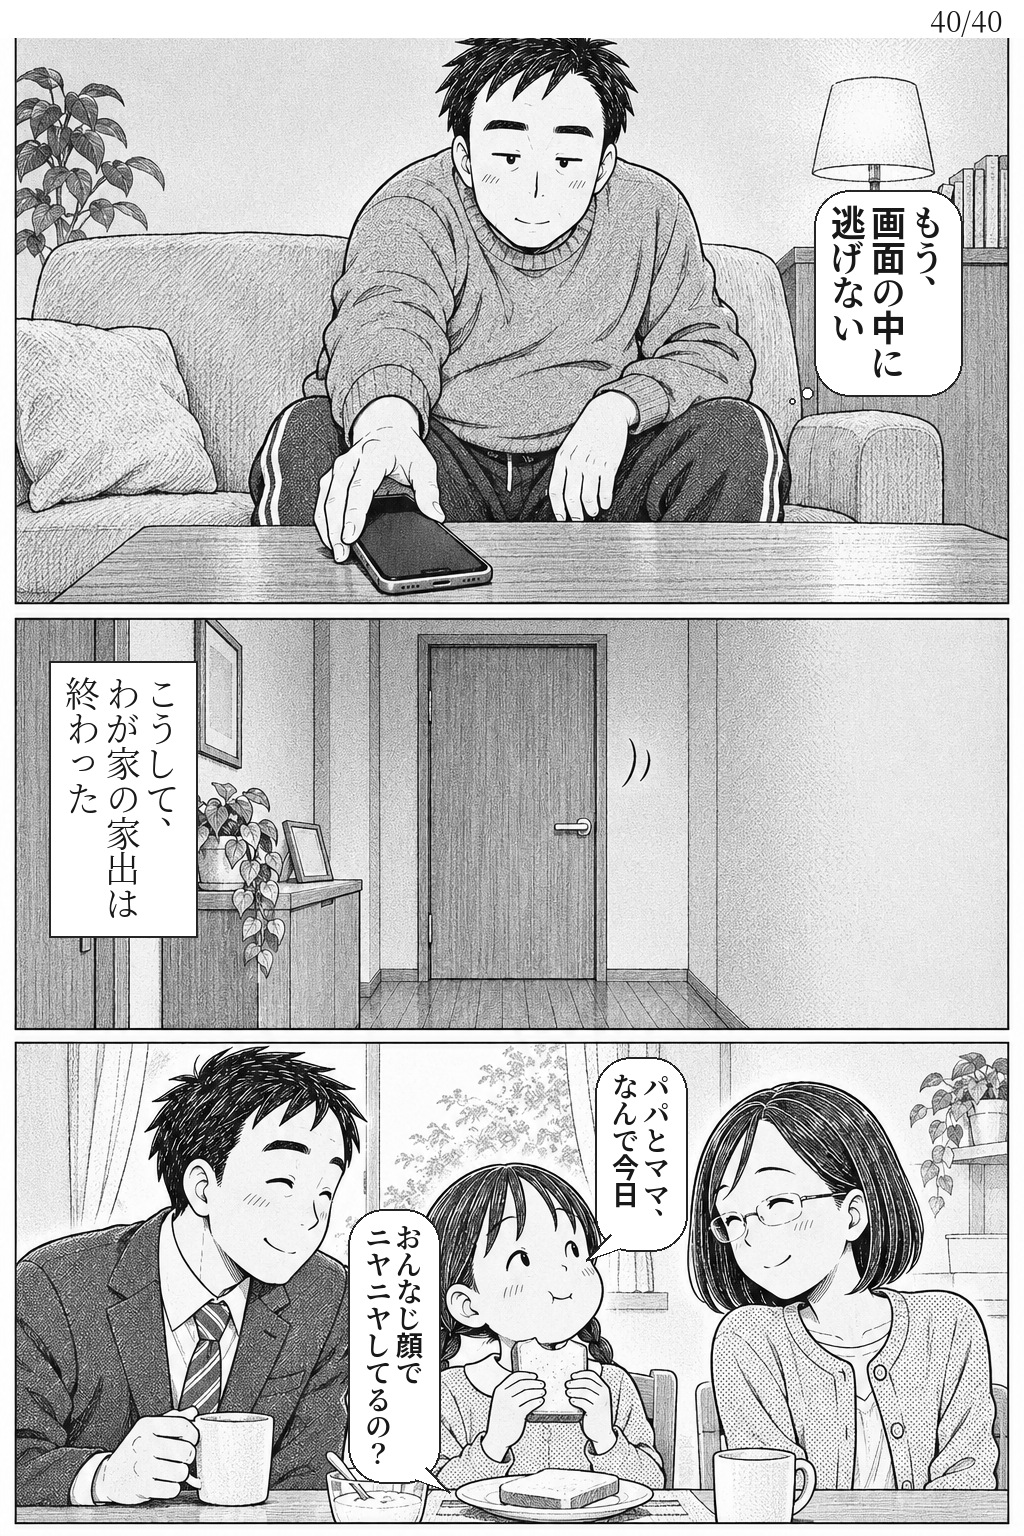 40/40
もう、
画面の中に
逃げない
こうして、
わが家の家出は
終わった
パパとママ、
なんで今日
おんなじ顔で
ニヤニヤしてるの？